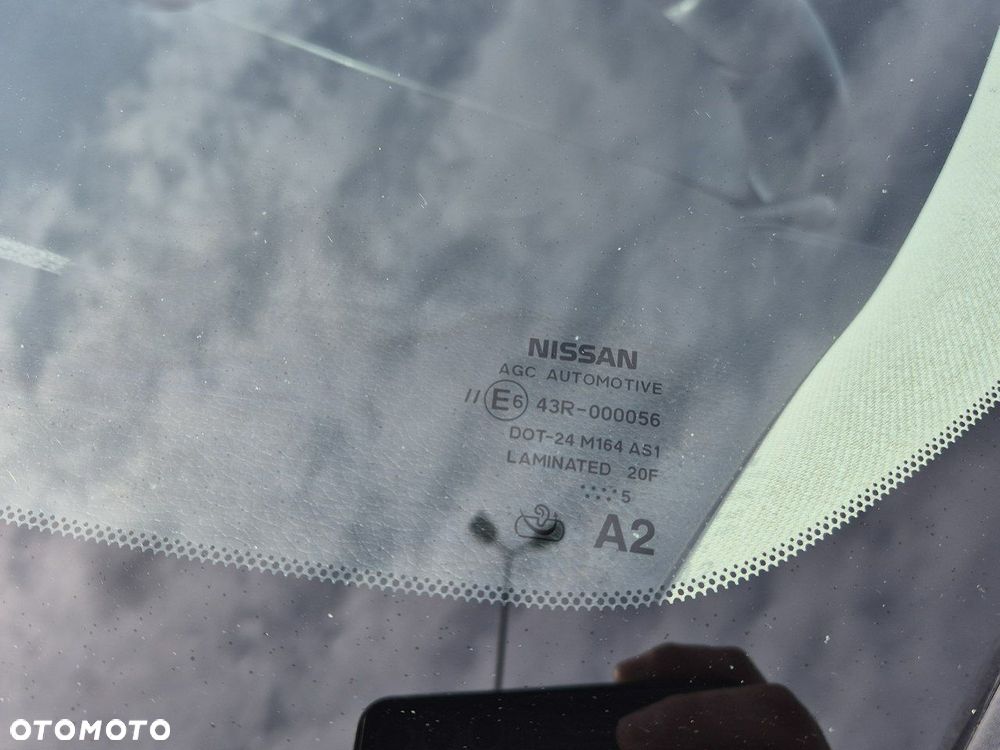 NISSAN
AGC AUTOMOTIVE
// E6 43R-000056
DOT-24 M164 AS1
LAMINATED 20F
5
A2
OTOMOTO